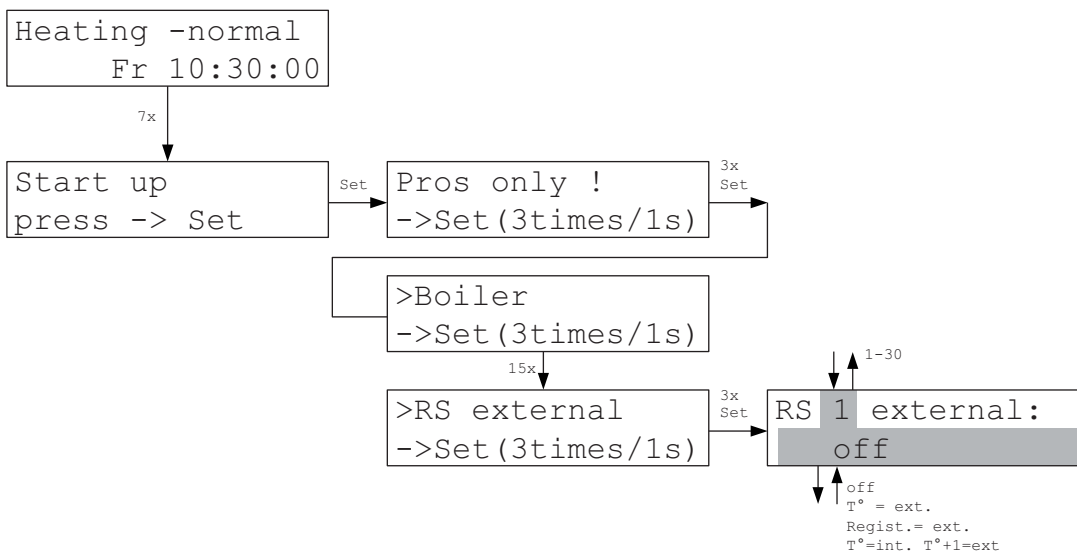 Heating -normal
Fr 10:30:00
7x
Start up
press -> Set
Set
Pros only !
->Set(3times/1s)
3x
Set
>Boiler
->Set(3times/1s)
15x
>RS external
->Set(3times/1s)
3x
Set
1-30
RS 1 external:
off
off
T° = ext.
Regist.= ext.
T°=int. T°+1=ext